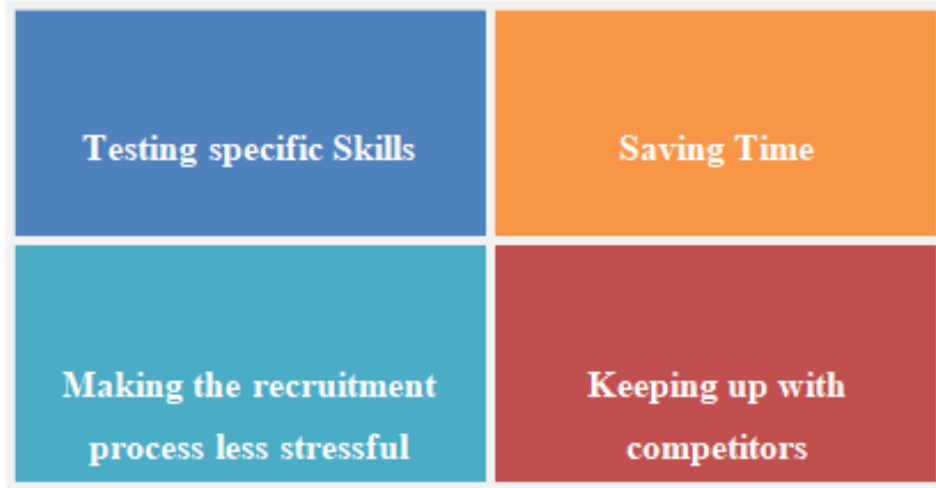 Testing specific Skills
Saving Time
Making the recruitment
process less stressful
Keeping up with
competitors